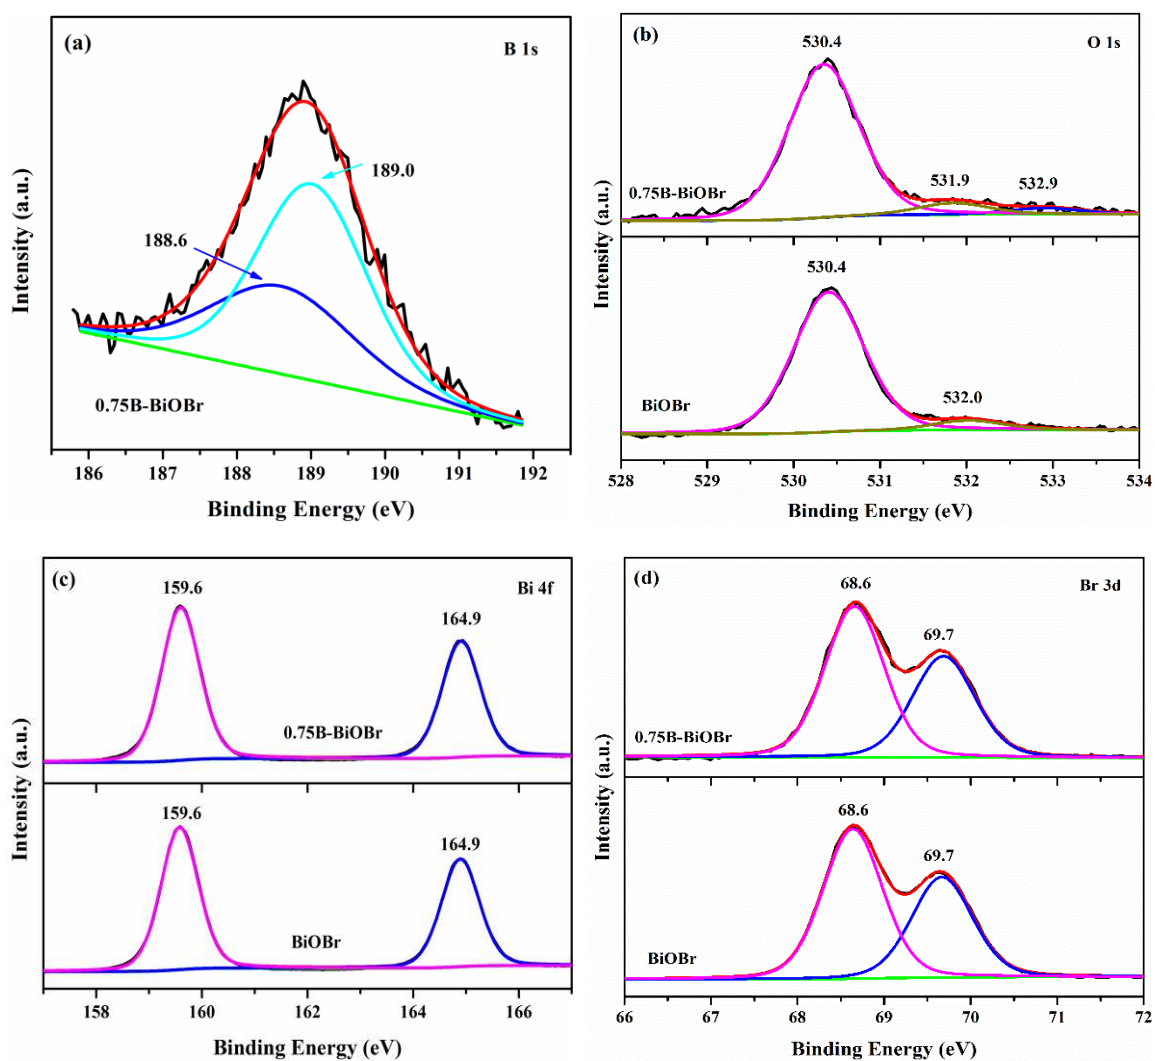 (a)
B 1s
189.0
188.6
0.75B-BiOBr
Intensity (a.u.)
186 187 188 189 190 191 192
Binding Energy (eV)
(b)
O 1s
530.4
0.75B-BiOBr
531.9
532.9
530.4
BiOBr
532.0
Intensity (a.u.)
528 529 530 531 532 533 534
Binding Energy (eV)
(c)
Bi 4f
159.6
164.9
0.75B-BiOBr
159.6
164.9
BiOBr
Intensity (a.u.)
158 160 162 164 166
Binding Energy (eV)
(d)
Br 3d
68.6
69.7
0.75B-BiOBr
68.6
69.7
BiOBr
Intensity (a.u.)
66 67 68 69 70 71 72
Binding Energy (eV)